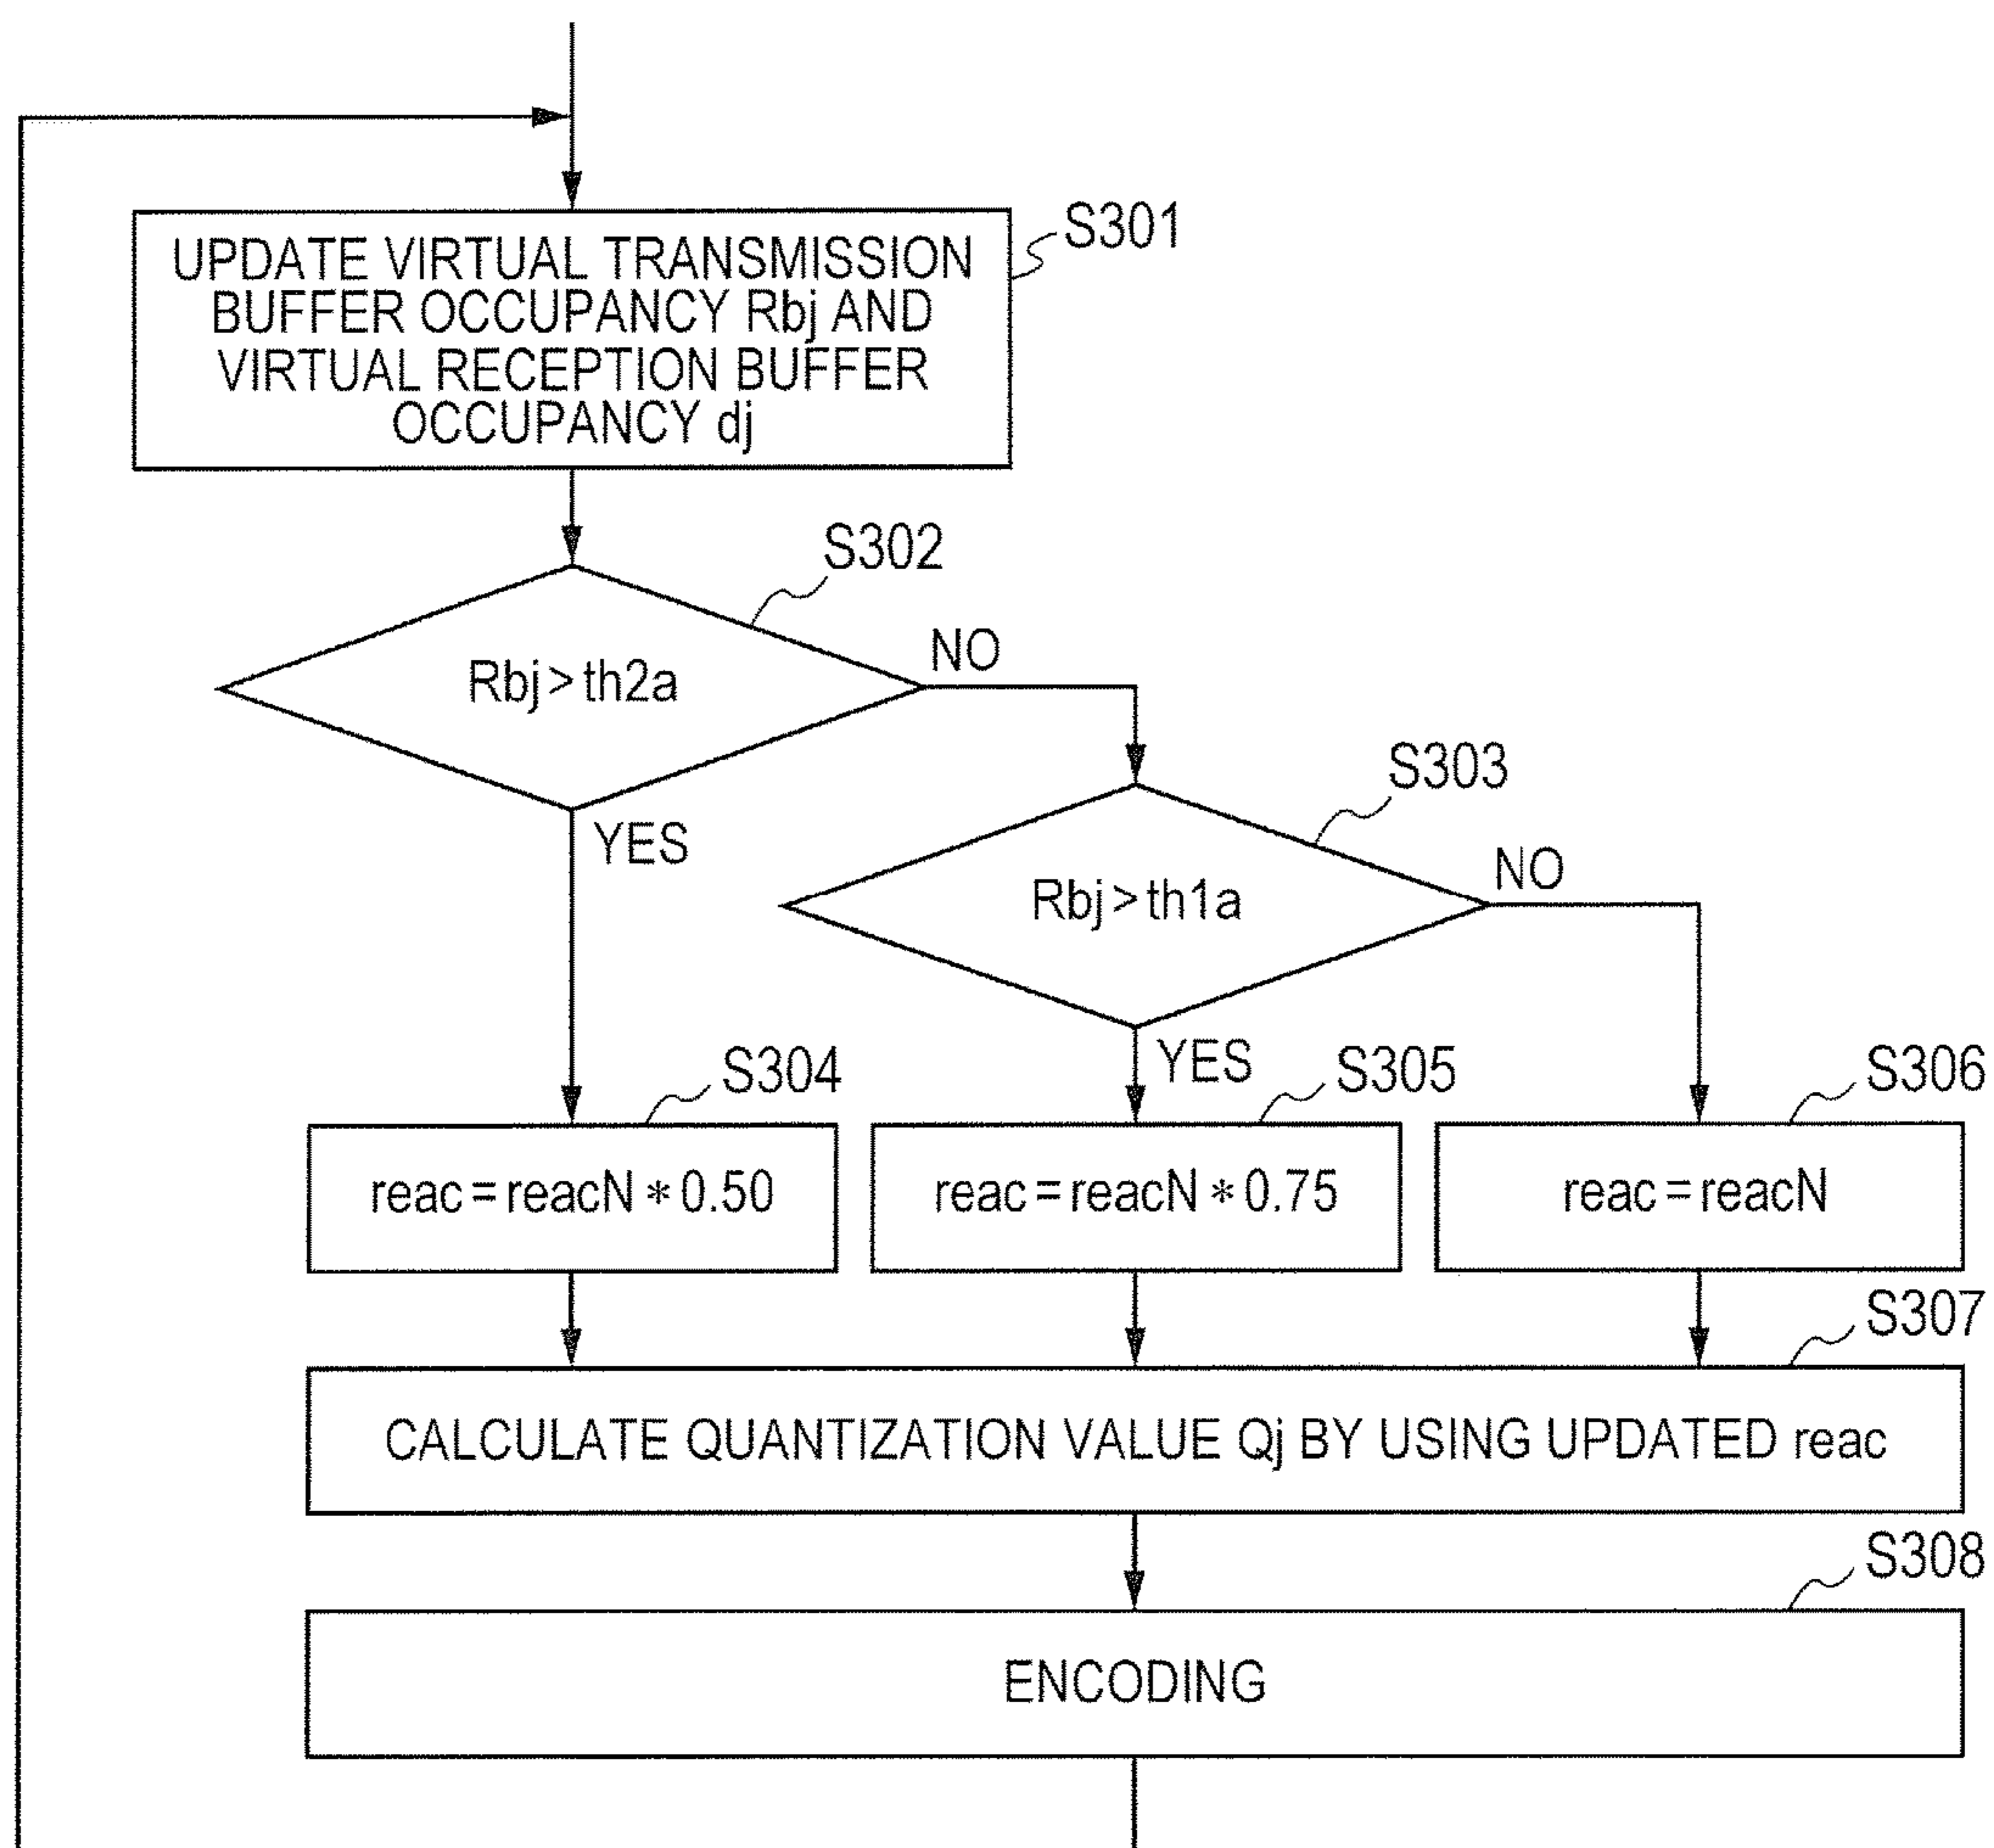 UPDATE VIRTUAL TRANSMISSION
BUFFER OCCUPANCY Rbj AND
VIRTUAL RECEPTION BUFFER
OCCUPANCY dj
S301
S302
Rbj > th2a
NO
YES
S303
Rbj > th1a
NO
YES
S304
reac = reacN * 0.50
S305
reac = reacN * 0.75
S306
reac = reacN
S307
CALCULATE QUANTIZATION VALUE Qj BY USING UPDATED reac
S308
ENCODING